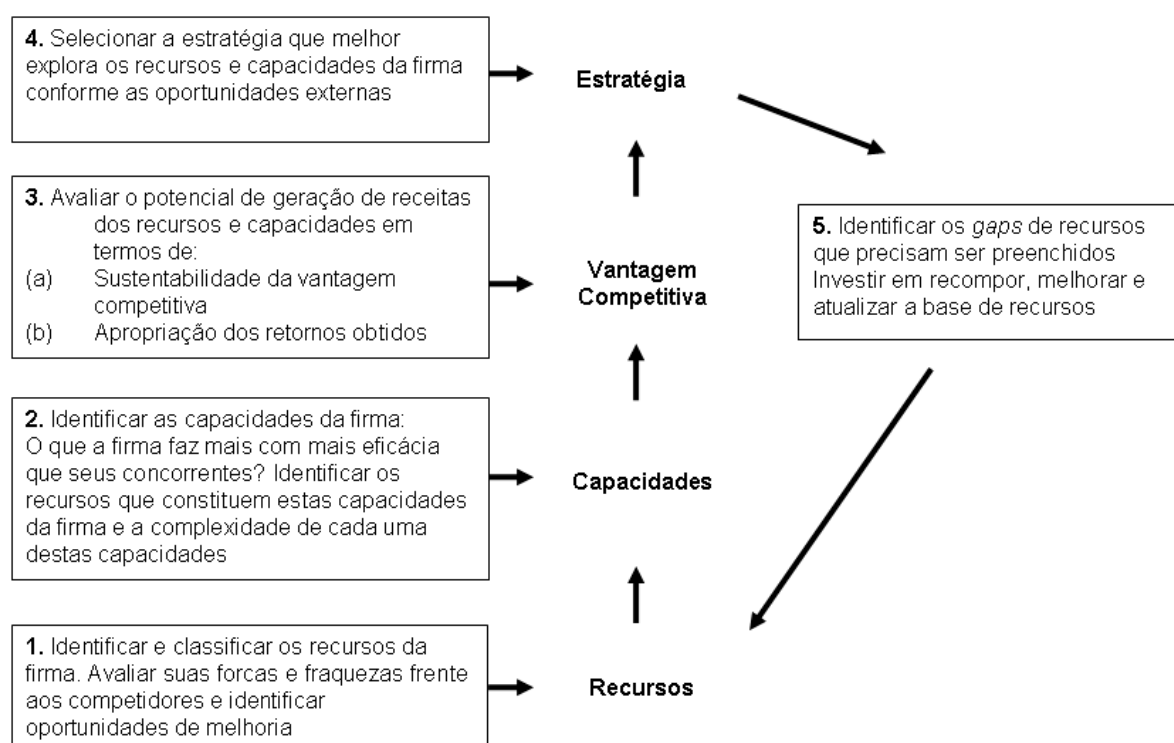 4. Selecionar a estratégia que melhor
explora os recursos e capacidades da firma
conforme as oportunidades externas
Estratégia
3. Avaliar o potencial de geração de receitas
dos recursos e capacidades em
termos de:
(a) Sustentabilidade da vantagem
competitiva
(b) Apropriação dos retornos obtidos
Vantagem
Competitiva
5. Identificar os gaps de recursos
que precisam ser preenchidos
Investir em recompor, melhorar e
atualizar a base de recursos
2. Identificar as capacidades da firma:
O que a firma faz mais com mais eficácia
que seus concorrentes? Identificar os
recursos que constituem estas capacidades
da firma e a complexidade de cada uma
destas capacidades
Capacidades
1. Identificar e classificar os recursos da
firma. Avaliar suas forcas e fraquezas frente
aos competidores e identificar
oportunidades de melhoria
Recursos